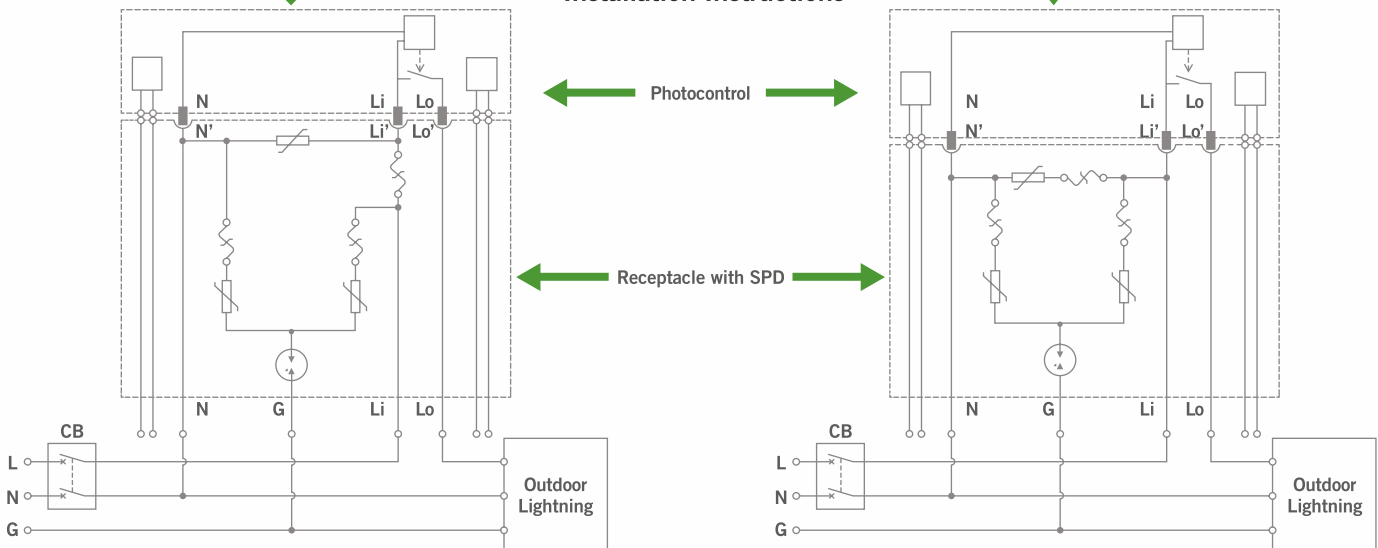 Installation Instructions
N Li Lo
N' Li' Lo'
Photocontrol
N Li Lo
N' Li' Lo'
Receptacle with SPD
N G Li Lo
CB
L
N
G
Outdoor
Lightning
N G Li Lo
CB
L
N
G
Outdoor
Lightning